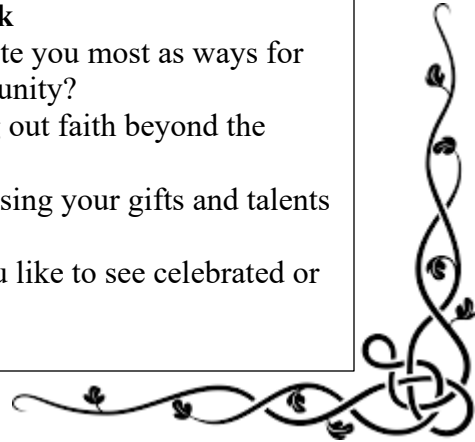 k
te you most as ways for
unity?
out faith beyond the
sing your gifts and talents
u like to see celebrated or